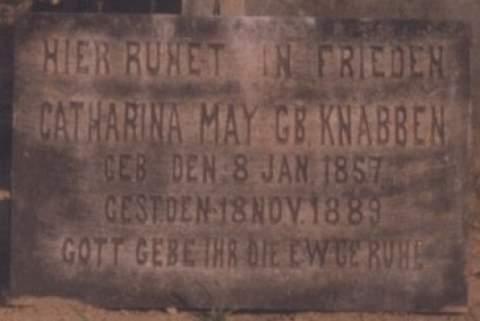 HIER RUHET IN FRIEDEN
CATHARINA MAY GB. KNABBEN
GEB DEN 8 JAN. 1857
GEST.DEN 18 NOV. 1889
GOTT GEBE IHR DIE EWGE RUHE